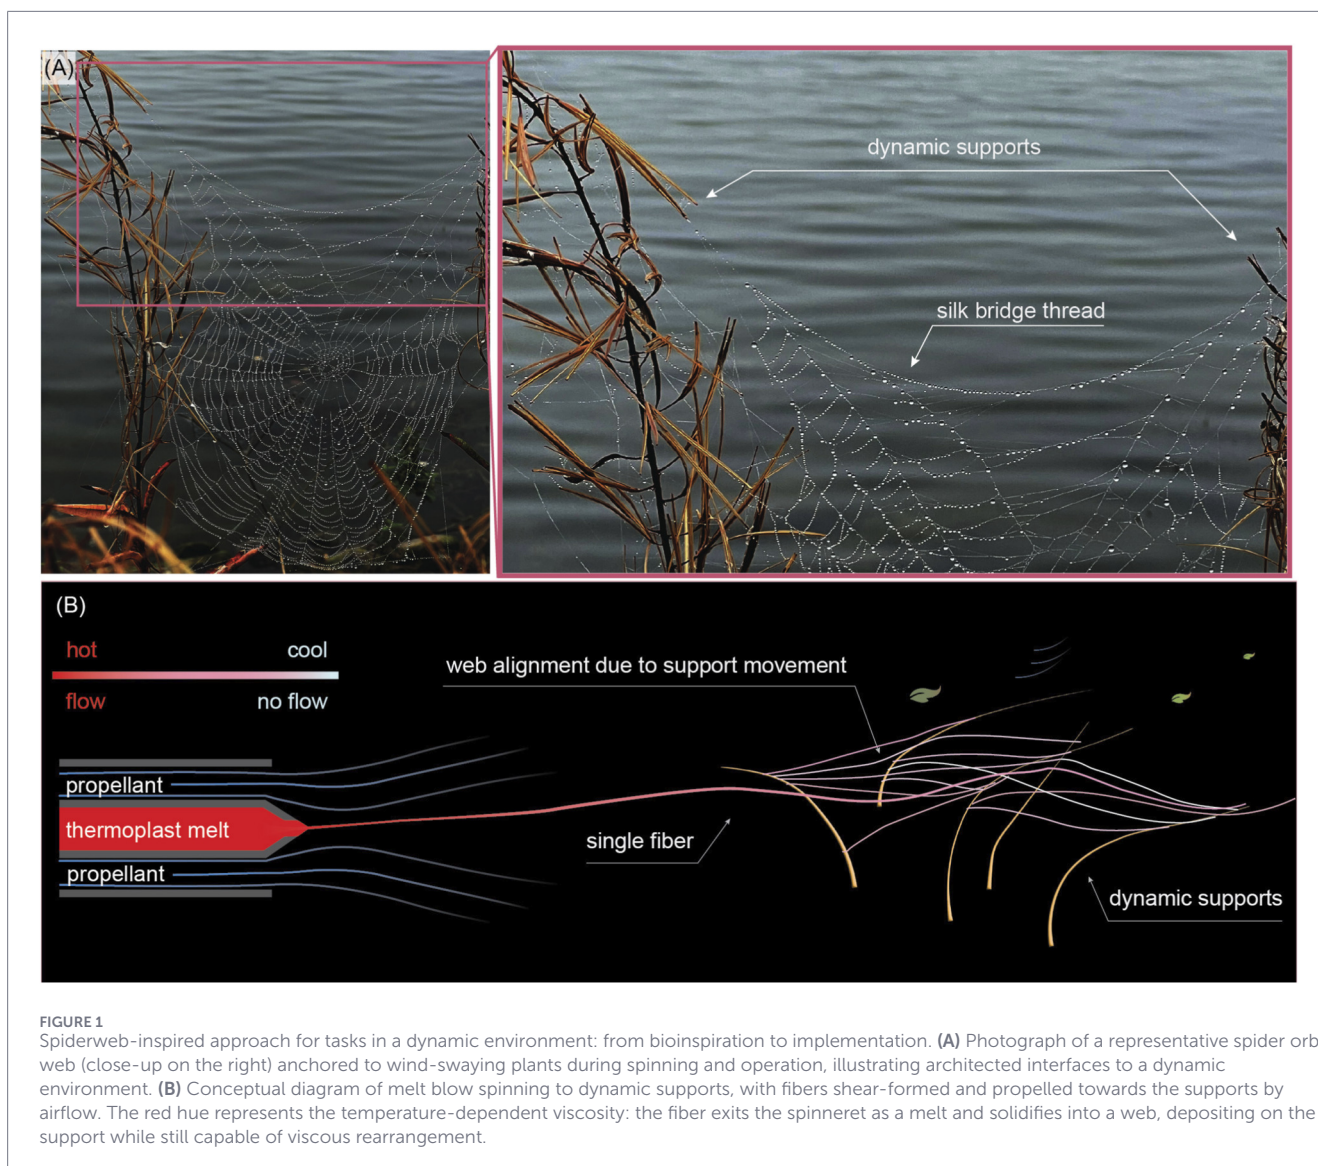 (A)
dynamic supports
silk bridge thread
(B)
hot
cool
flow
no flow
web alignment due to support movement
propellant
thermoplast melt
propellant
single fiber
dynamic supports
FIGURE 1
Spiderweb-inspired approach for tasks in a dynamic environment: from bioinspiration to implementation. (A) Photograph of a representative spider orb
web (close-up on the right) anchored to wind-swaying plants during spinning and operation, illustrating architected interfaces to a dynamic
environment. (B) Conceptual diagram of melt blow spinning to dynamic supports, with fibers shear-formed and propelled towards the supports by
airflow. The red hue represents the temperature-dependent viscosity: the fiber exits the spinneret as a melt and solidifies into a web, depositing on the
support while still capable of viscous rearrangement.